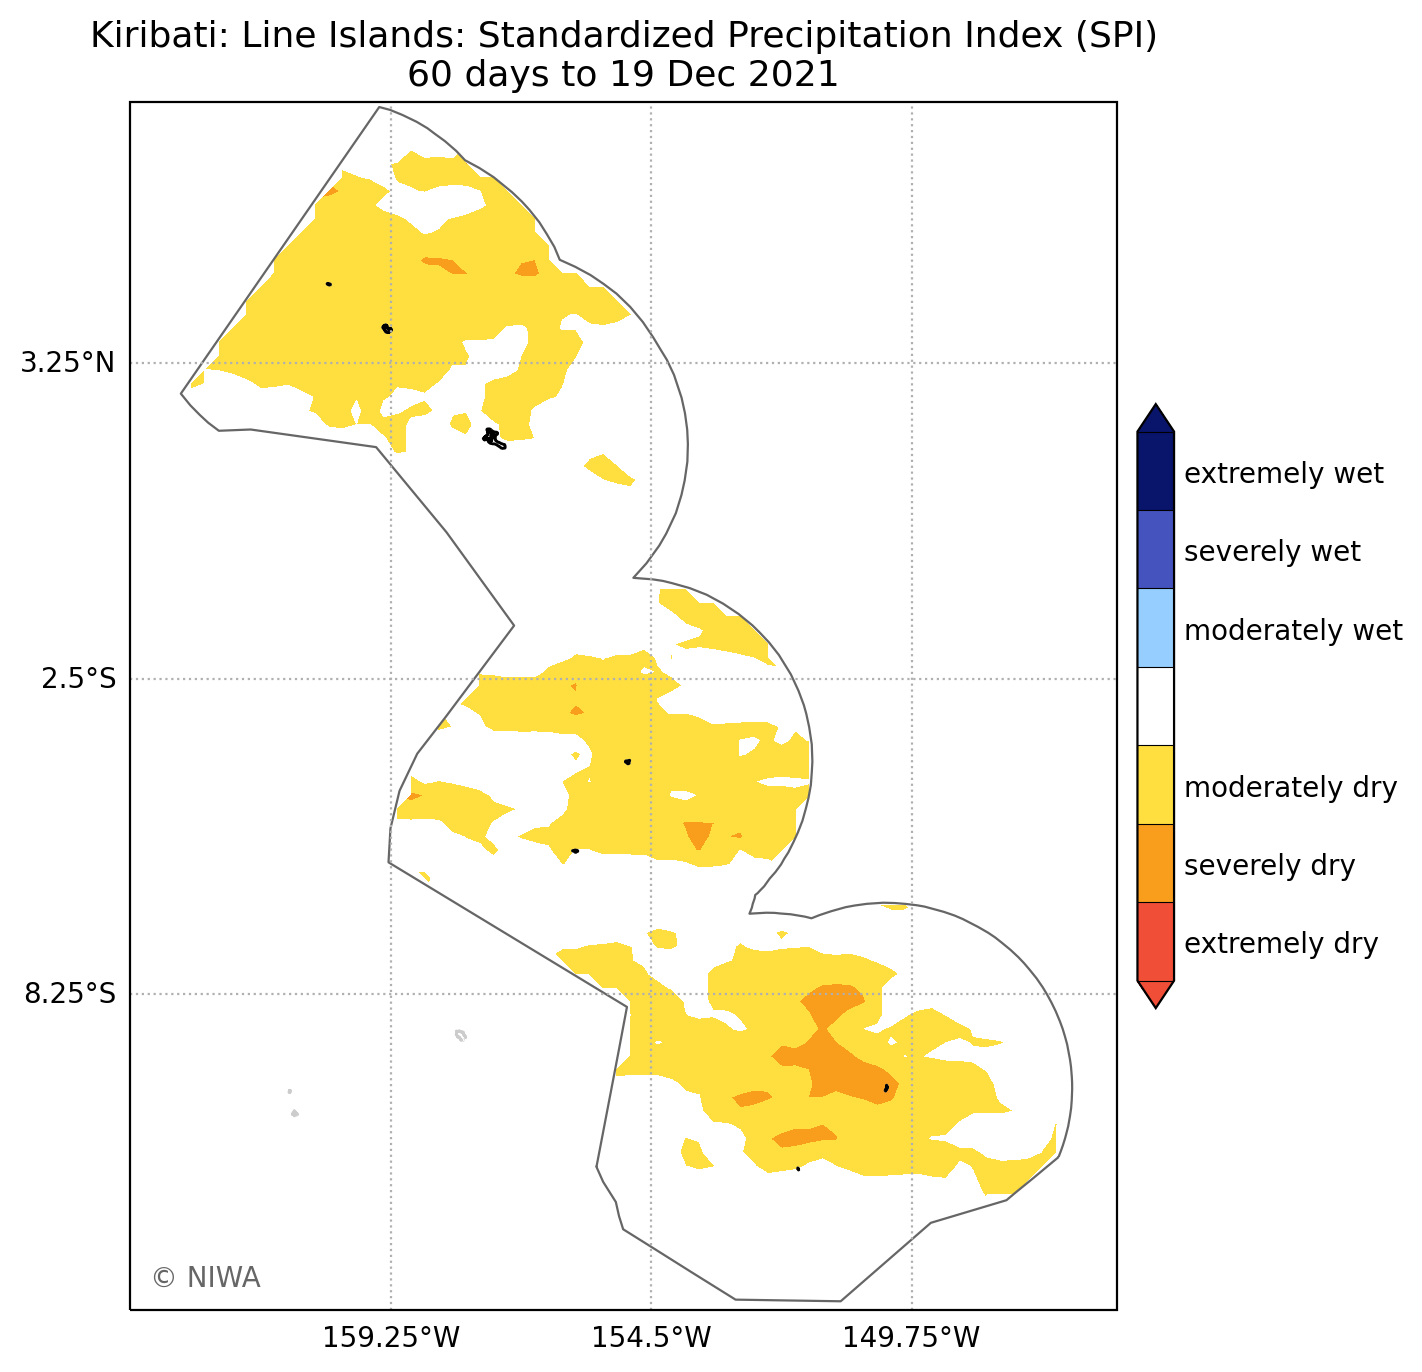 Kiribati: Line Islands: Standardized Precipitation Index (SPI)
60 days to 19 Dec 2021
3.25°N
2.5°S
8.25°S
159.25°W
154.5°W
149.75°W
extremely wet
severely wet
moderately wet
moderately dry
severely dry
extremely dry
© NIWA